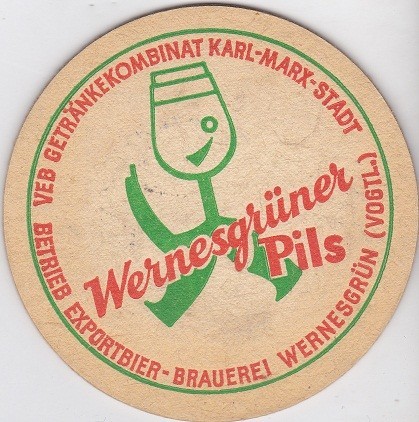 VEB GETRÄNKEKOMBINAT KARL-MARX-STADT
Wernesgrüner
Pils
BETRIEB EXPORTBIER-BRAUEREI WERNESGRÜN (VOGTL.)